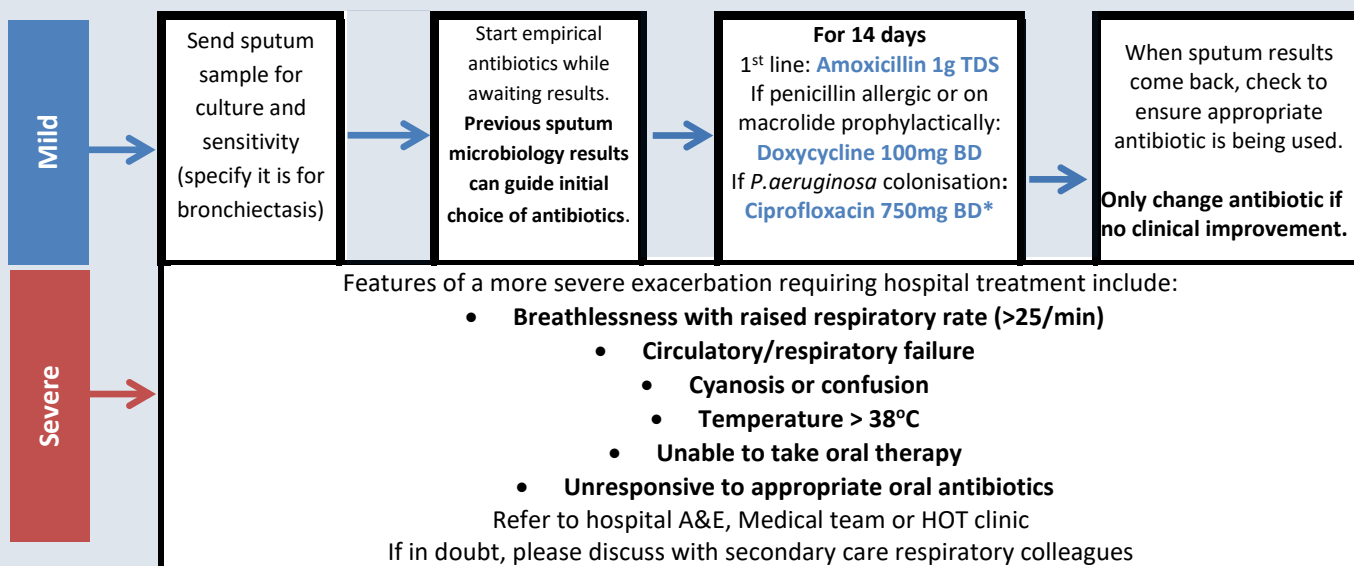 Mild
Send sputum
sample for
culture and
sensitivity
(specify it is for
bronchiectasis)
Start empirical
antibiotics while
awaiting results.
Previous sputum
microbiology results
can guide initial
choice of antibiotics.
For 14 days
1st line: Amoxicillin 1g TDS
If penicillin allergic or on
macrolide prophylactically:
Doxycycline 100mg BD
If P.aeruginosa colonisation:
Ciprofloxacin 750mg BD*
When sputum results
come back, check to
ensure appropriate
antibiotic is being used.
Only change antibiotic if
no clinical improvement.
Severe
Features of a more severe exacerbation requiring hospital treatment include:
• Breathlessness with raised respiratory rate (>25/min)
• Circulatory/respiratory failure
• Cyanosis or confusion
• Temperature > 38oC
• Unable to take oral therapy
• Unresponsive to appropriate oral antibiotics
Refer to hospital A&E, Medical team or HOT clinic
If in doubt, please discuss with secondary care respiratory colleagues